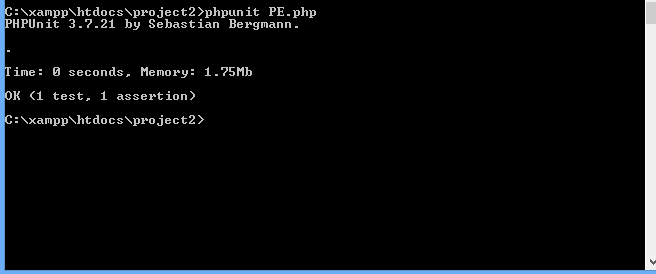 C:\xampp\htdocs\project2>phpunit PE.php
PHPUnit 3.7.21 by Sebastian Bergmann.
.
Time: 0 seconds, Memory: 1.75Mb
OK (1 test, 1 assertion)
C:\xampp\htdocs\project2>